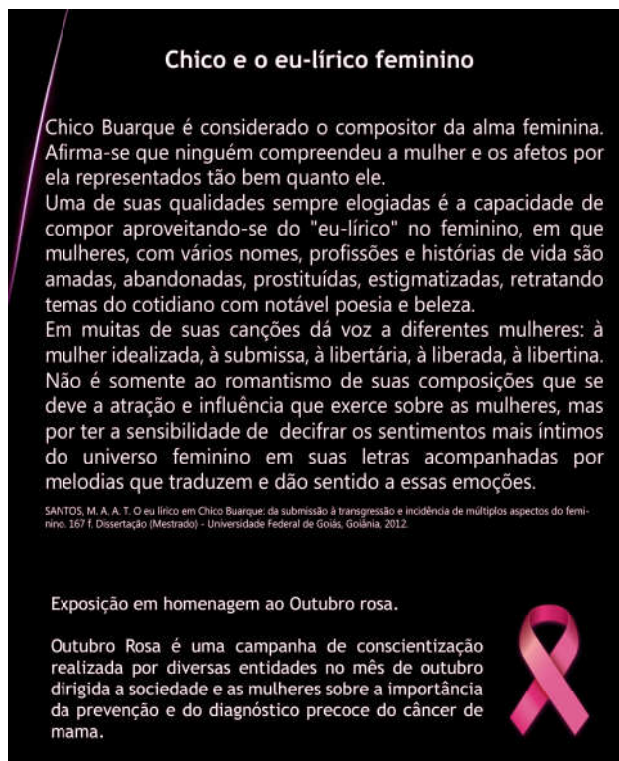 Chico e o eu-lírico feminino
Chico Buarque é considerado o compositor da alma feminina.
Afirma-se que ninguém compreendeu a mulher e os afetos por
ela representados tão bem quanto ele.
Uma de suas qualidades sempre elogiadas é a capacidade de
compor aproveitando-se do "eu-lírico" no feminino, em que
mulheres, com vários nomes, profissões e histórias de vida são
amadas, abandonadas, prostituídas, estigmatizadas, retratando
temas do cotidiano com notável poesia e beleza.
Em muitas de suas canções dá voz a diferentes mulheres: à
mulher idealizada, à submissa, à libertária, à liberada, à libertina.
Não é somente ao romantismo de suas composições que se
deve a atração e influência que exerce sobre as mulheres, mas
por ter a sensibilidade de decifrar os sentimentos mais íntimos
do universo feminino em suas letras acompanhadas por
melodias que traduzem e dão sentido a essas emoções.
SANTOS, M. A. A. T. O eu lírico em Chico Buarque: da submissão à transgressão e incidência de múltiplos aspectos do femi-
nino. 167 f. Dissertação (Mestrado) - Universidade Federal de Goiás, Goiânia, 2012.
Exposição em homenagem ao Outubro rosa.
Outubro Rosa é uma campanha de conscientização
realizada por diversas entidades no mês de outubro
dirigida a sociedade e as mulheres sobre a importância
da prevenção e do diagnóstico precoce do câncer de
mama.